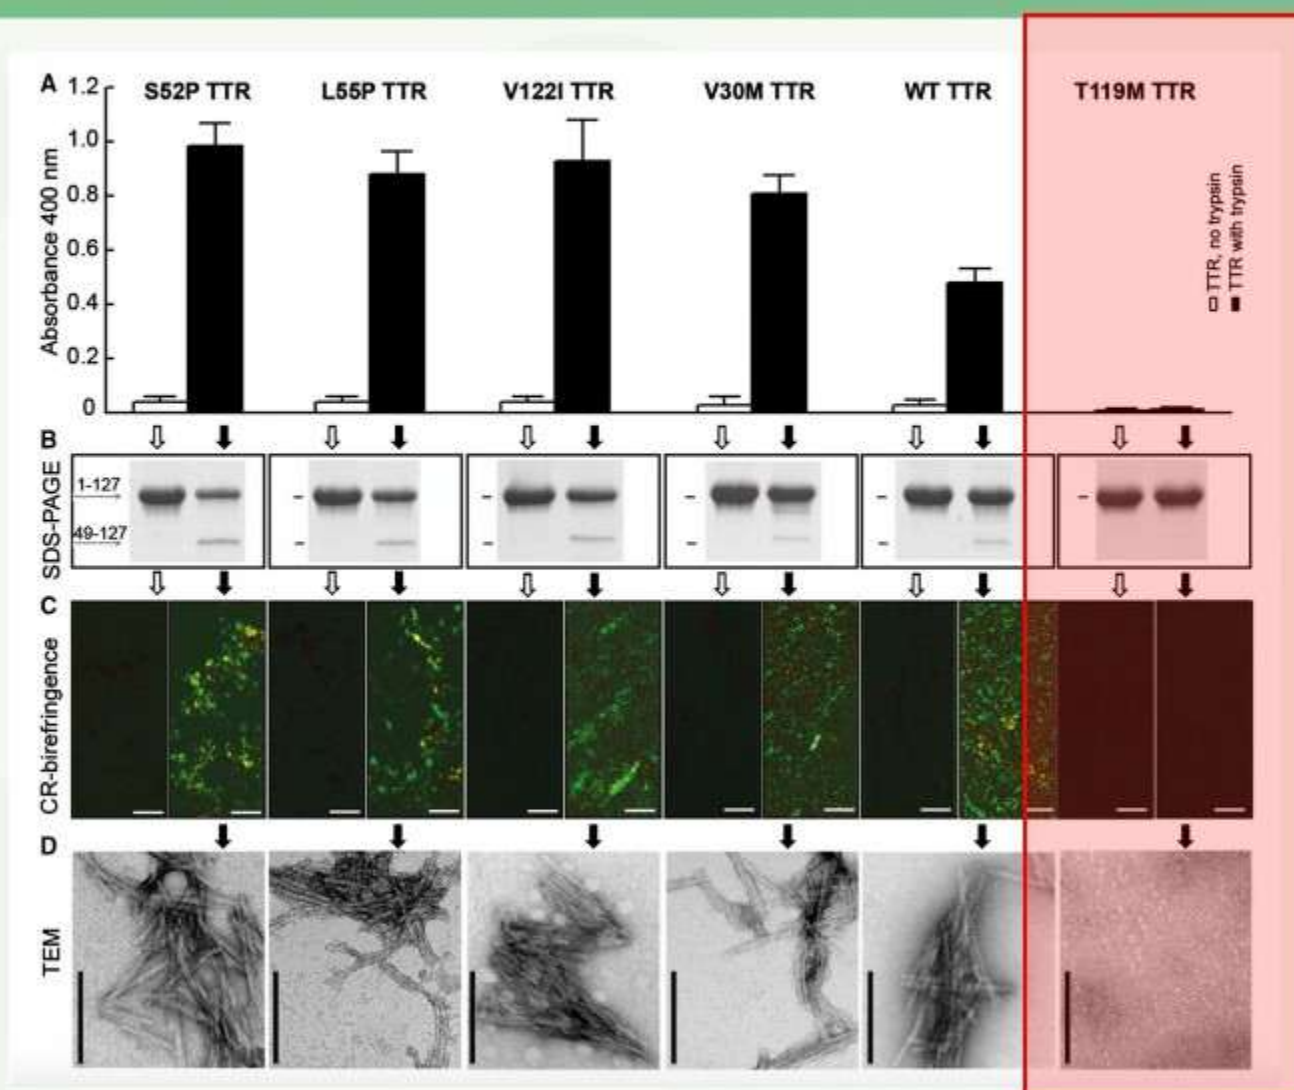 A
S52P TTR
L55P TTR
V122I TTR
V30M TTR
WT TTR
T119M TTR
Absorbance 400 nm
1.2
1.0
0.8
0.6
0.4
0.2
0
TTR, no trypsin
TTR with trypsin
B
SDS-PAGE
1-127
49-127
C
CR-birefringence
D
TEM